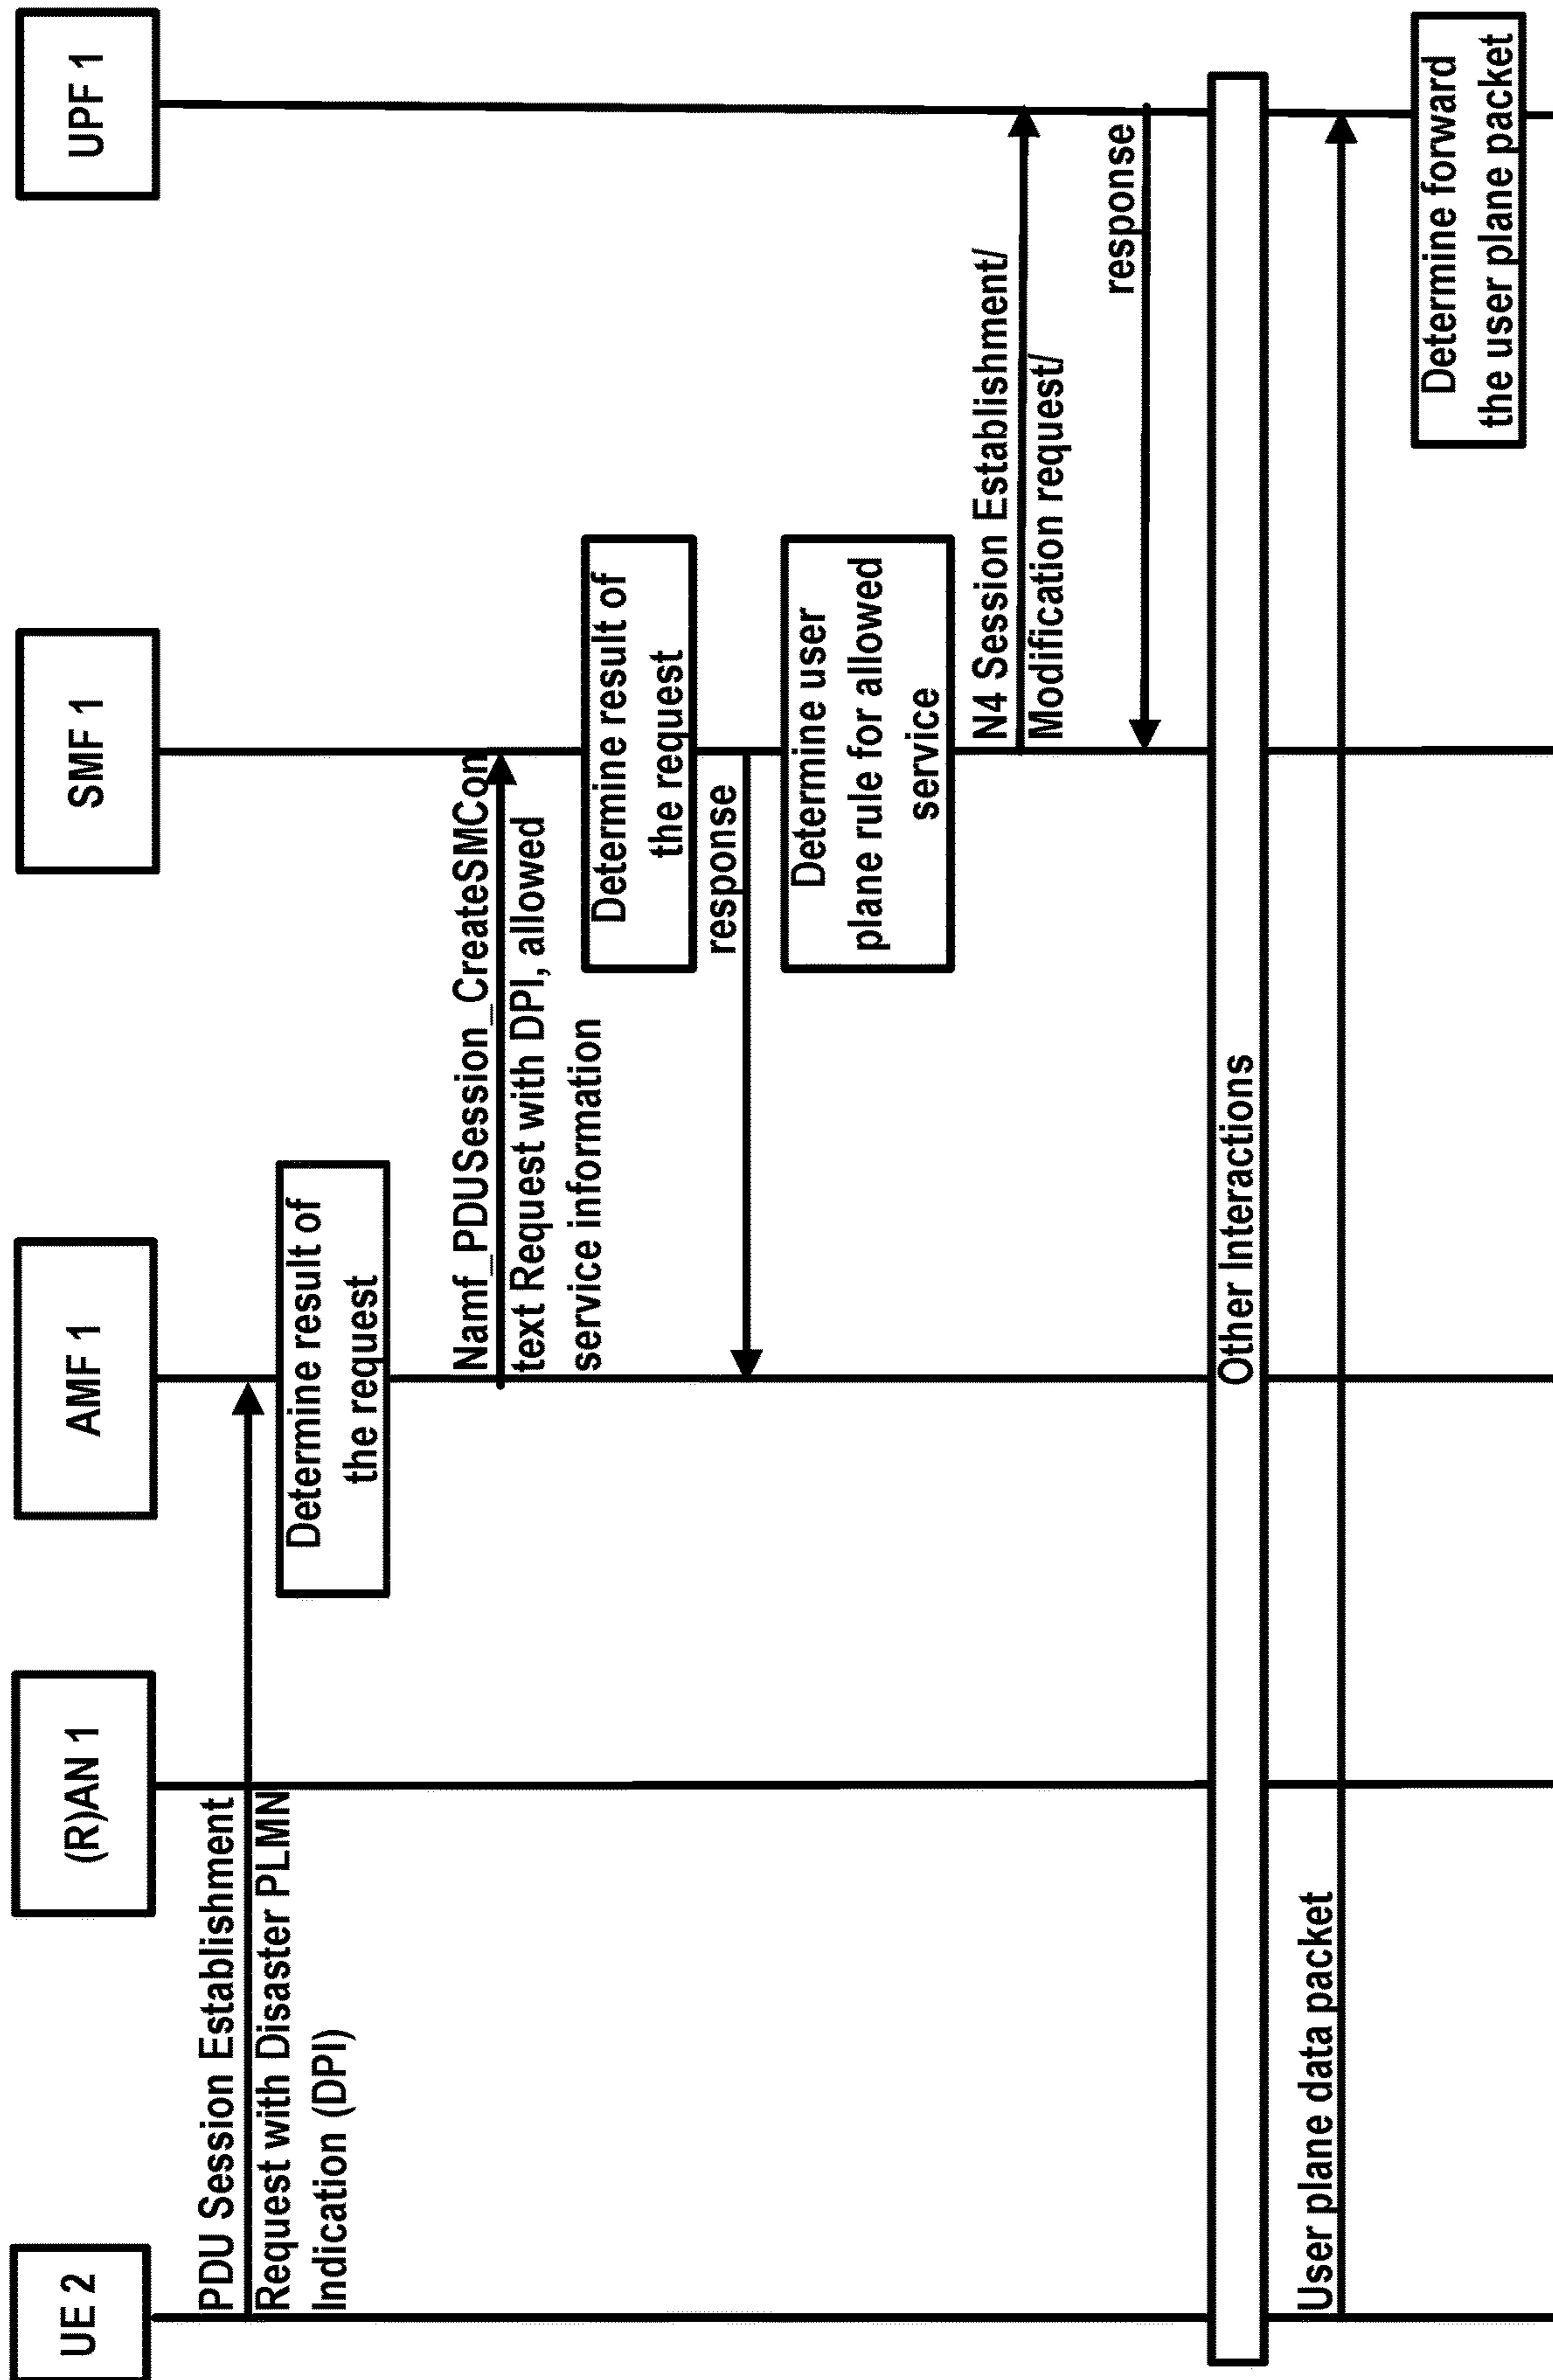 UE 2
(R)AN 1
AMF 1
SMF 1
UPF 1
PDU Session Establishment
Request with Disaster PLMN
Indication (DPI)
Determine result of
the request
Namf_PDUSession_CreateSMCon
text Request with DPI, allowed
service information
Determine result of
the request
response
Determine user
plane rule for allowed
service
N4 Session Establishment/
Modification request/
response
Other Interactions
User plane data packet
Determine forward
the user plane packet